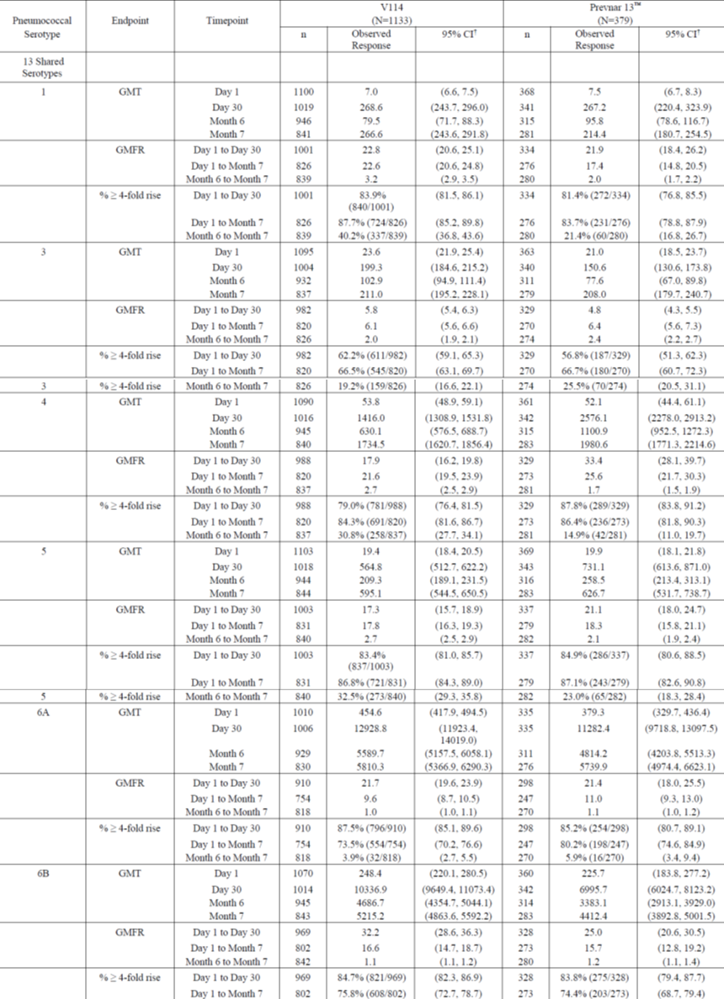 Pneumococcal Serotype Endpoint Timepoint V114 (N=1133) Prevnar 13™ (N=379)
n Observed Response 95% CI† n Observed Response 95% CI†
13 Shared Serotypes
1 GMT Day 1 1100 7.0 (6.6, 7.5) 368 7.5 (6.7, 8.3)
Day 30 1019 268.6 (243.7, 296.0) 341 267.2 (220.4, 323.9)
Month 6 946 79.5 (71.7, 88.3) 315 95.8 (78.6, 116.7)
Month 7 841 266.6 (243.6, 291.8) 281 214.4 (180.7, 254.5)
GMFR Day 1 to Day 30 1001 22.8 (20.6, 25.1) 334 21.9 (18.4, 26.2)
Day 1 to Month 7 826 22.6 (20.6, 24.8) 276 17.4 (14.8, 20.5)
Month 6 to Month 7 839 3.2 (2.9, 3.5) 280 2.0 (1.7, 2.2)
% ≥ 4-fold rise Day 1 to Day 30 1001 83.9% (840/1001) (81.5, 86.1) 334 81.4% (272/334) (76.8, 85.5)
Day 1 to Month 7 826 87.7% (724/826) (85.2, 89.8) 276 83.7% (231/276) (78.8, 87.9)
Month 6 to Month 7 839 40.2% (337/839) (36.8, 43.6) 280 21.4% (60/280) (16.8, 26.7)
3 GMT Day 1 1095 23.6 (21.9, 25.4) 363 21.0 (18.5, 23.7)
Day 30 1004 199.3 (184.6, 215.2) 340 150.6 (130.6, 173.8)
Month 6 932 102.9 (94.9, 111.4) 311 77.6 (67.0, 89.8)
Month 7 837 211.0 (195.2, 228.1) 279 208.0 (179.7, 240.7)
GMFR Day 1 to Day 30 982 5.8 (5.4, 6.3) 329 4.8 (4.3, 5.5)
Day 1 to Month 7 820 6.1 (5.6, 6.6) 270 6.4 (5.6, 7.3)
Month 6 to Month 7 826 2.0 (1.9, 2.1) 274 2.4 (2.2, 2.7)
% ≥ 4-fold rise Day 1 to Day 30 982 62.2% (611/982) (59.1, 65.3) 329 56.8% (187/329) (51.3, 62.3)
Day 1 to Month 7 820 66.5% (545/820) (63.1, 69.7) 270 66.7% (180/270) (60.7, 72.3)
3 % ≥ 4-fold rise Month 6 to Month 7 826 19.2% (159/826) (16.6, 22.1) 274 25.5% (70/274) (20.5, 31.1)
4 GMT Day 1 1090 53.8 (48.9, 59.1) 361 52.1 (44.4, 61.1)
Day 30 1016 1416.0 (1308.9, 1531.8) 342 2576.1 (2278.0, 2913.2)
Month 6 945 630.1 (576.5, 688.7) 315 1100.9 (952.5, 1272.3)
Month 7 840 1734.5 (1620.7, 1856.4) 283 1980.6 (1771.3, 2214.6)
GMFR Day 1 to Day 30 988 17.9 (16.2, 19.8) 329 33.4 (28.1, 39.7)
Day 1 to Month 7 820 21.6 (19.5, 23.9) 273 25.6 (21.7, 30.3)
Month 6 to Month 7 837 2.7 (2.5, 2.9) 281 1.7 (1.5, 1.9)
% ≥ 4-fold rise Day 1 to Day 30 988 79.0% (781/988) (76.4, 81.5) 329 87.8% (289/329) (83.8, 91.2)
Day 1 to Month 7 820 84.3% (691/820) (81.6, 86.7) 273 86.4% (236/273) (81.8, 90.3)
Month 6 to Month 7 837 30.8% (258/837) (27.7, 34.1) 281 14.9% (42/281) (11.0, 19.7)
5 GMT Day 1 1103 19.4 (18.4, 20.5) 369 19.9 (18.1, 21.8)
Day 30 1018 564.8 (512.7, 622.2) 343 731.1 (613.6, 871.0)
Month 6 944 209.3 (189.1, 231.5) 316 258.5 (213.4, 313.1)
Month 7 844 595.1 (544.5, 650.5) 283 626.7 (531.7, 738.7)
GMFR Day 1 to Day 30 1003 17.3 (15.7, 18.9) 337 21.1 (18.0, 24.7)
Day 1 to Month 7 831 17.8 (16.3, 19.3) 279 18.3 (15.8, 21.1)
Month 6 to Month 7 840 2.7 (2.5, 2.9) 282 2.1 (1.9, 2.4)
% ≥ 4-fold rise Day 1 to Day 30 1003 83.4% (837/1003) (81.0, 85.7) 337 84.9% (286/337) (80.6, 88.5)
Day 1 to Month 7 831 86.8% (721/831) (84.3, 89.0) 279 87.1% (243/279) (82.6, 90.8)
5 % ≥ 4-fold rise Month 6 to Month 7 840 32.5% (273/840) (29.3, 35.8) 282 23.0% (65/282) (18.3, 28.4)
6A GMT Day 1 1010 454.6 (417.9, 494.5) 335 379.3 (329.7, 436.4)
Day 30 1006 12928.8 (11923.4, 14019.0) 335 11282.4 (9718.8, 13097.5)
Month 6 929 5589.7 (5157.5, 6058.1) 311 4814.2 (4203.8, 5513.3)
Month 7 830 5810.3 (5366.9, 6290.3) 276 5739.9 (4974.4, 6623.1)
GMFR Day 1 to Day 30 910 21.7 (19.6, 23.9) 298 21.4 (18.0, 25.5)
Day 1 to Month 7 754 9.6 (8.7, 10.5) 247 11.0 (9.3, 13.0)
Month 6 to Month 7 818 1.0 (1.0, 1.1) 270 1.1 (1.0, 1.2)
% ≥ 4-fold rise Day 1 to Day 30 910 87.5% (796/910) (85.1, 89.6) 298 85.2% (254/298) (80.7, 89.1)
Day 1 to Month 7 754 73.5% (554/754) (70.2, 76.6) 247 80.2% (198/247) (74.6, 84.9)
Month 6 to Month 7 818 3.9% (32/818) (2.7, 5.5) 270 5.9% (16/270) (3.4, 9.4)
6B GMT Day 1 1070 248.4 (220.1, 280.5) 360 225.7 (183.8, 277.2)
Day 30 1014 10336.9 (9649.4, 11073.4) 342 6995.7 (6024.7, 8123.2)
Month 6 945 4686.7 (4354.7, 5044.1) 314 3383.1 (2913.1, 3929.0)
Month 7 843 5215.2 (4863.6, 5592.2) 283 4412.4 (3892.8, 5001.5)
GMFR Day 1 to Day 30 969 32.2 (28.6, 36.3) 328 25.0 (20.6, 30.5)
Day 1 to Month 7 802 16.6 (14.7, 18.7) 273 15.7 (12.8, 19.2)
Month 6 to Month 7 842 1.1 (1.1, 1.2) 280 1.2 (1.1, 1.4)
% ≥ 4-fold rise Day 1 to Day 30 969 84.7% (821/969) (82.3, 86.9) 328 83.8% (275/328) (79.4, 87.7)
Day 1 to Month 7 802 75.8% (608/802) (72.7, 78.7) 273 74.4% (203/273) (68.7, 79.4)